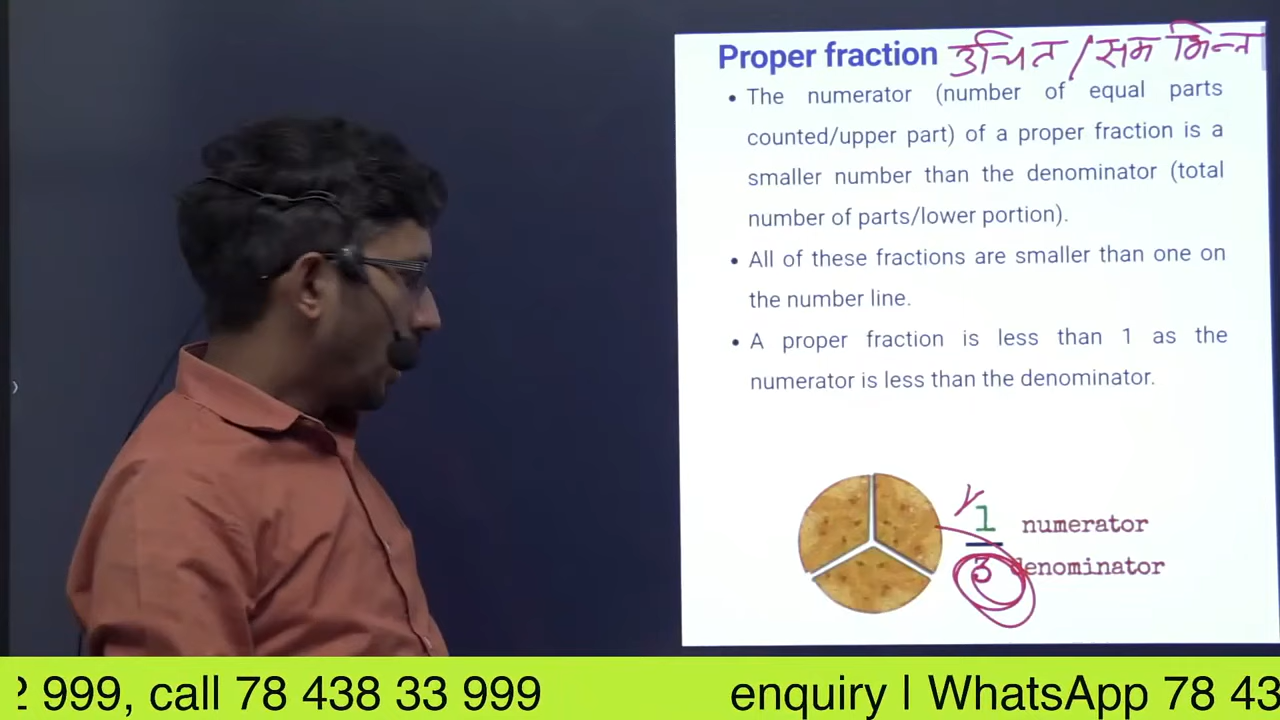 Proper fraction उचित/सम भिन्न
• The numerator (number of equal parts
counted/upper part) of a proper fraction is a
smaller number than the denominator (total
number of parts/lower portion).
• All of these fractions are smaller than one on
the number line.
• A proper fraction is less than 1 as the
numerator is less than the denominator.
1 numerator
3 denominator
2 999, call 78 438 33 999 enquiry | WhatsApp 78 43